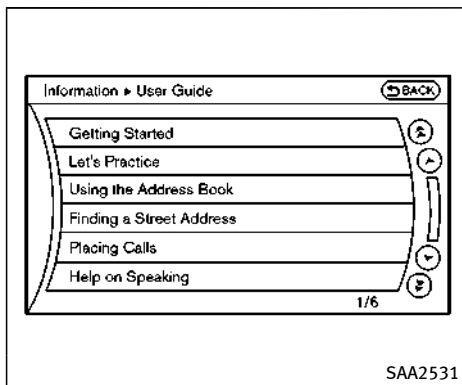 Information ▸ User Guide
BACK
Getting Started
Let's Practice
Using the Address Book
Finding a Street Address
Placing Calls
Help on Speaking
1/6
SAA2531